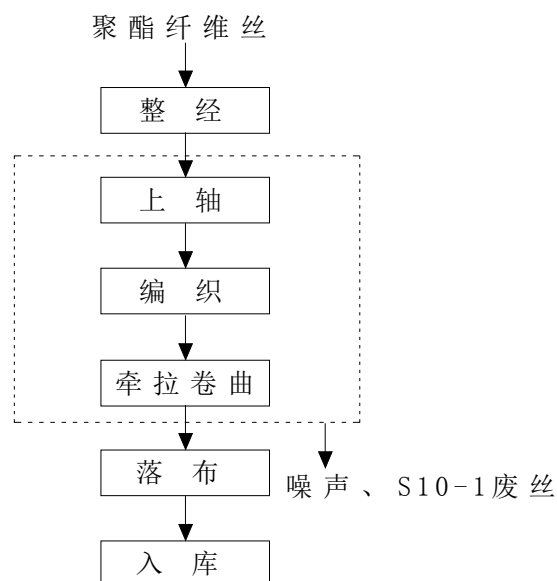 聚酯纤维丝
整经
上轴
编织
牵拉卷曲
落布
噪声、S10-1废丝
入库